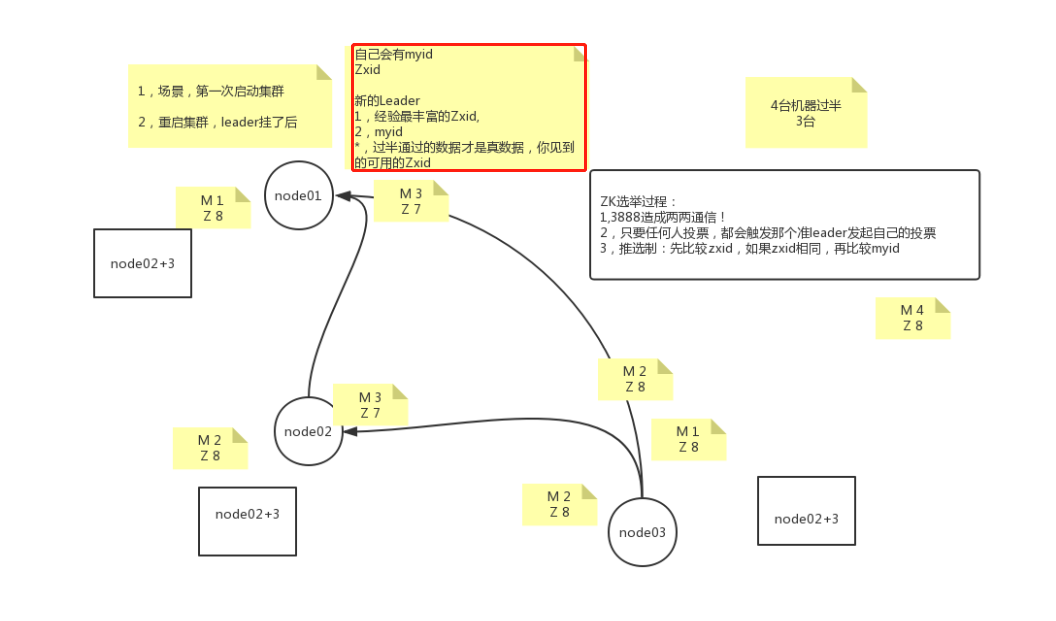 1，场景，第一次启动集群
2，重启集群，leader挂了后
自己会有myid
Zxid
新的Leader
1，经验最丰富的Zxid,
2，myid
*，过半通过的数据才是真数据，你见到
的可用的Zxid
4台机器过半
3台
node01
M 1
Z 8
M 3
Z 7
node02+3
ZK选举过程：
1,3888造成两两通信！
2，只要任何人投票，都会触发那个准leader发起自己的投票
3，推选制：先比较zxid，如果zxid相同，再比较myid
M 4
Z 8
M 2
Z 8
M 3
Z 7
node02
M 1
Z 8
M 2
Z 8
node02+3
M 2
Z 8
node03
node02+3